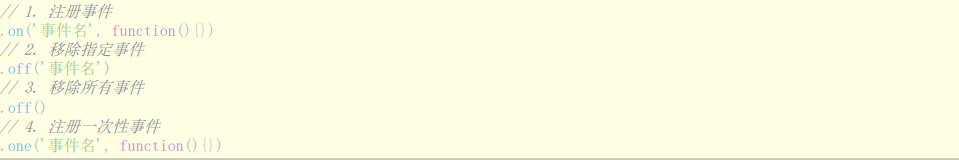 // 1. 注册事件
.on('事件名', function(){})
// 2. 移除指定事件
.off('事件名')
// 3. 移除所有事件
.off()
// 4. 注册一次性事件
.one('事件名', function(){})